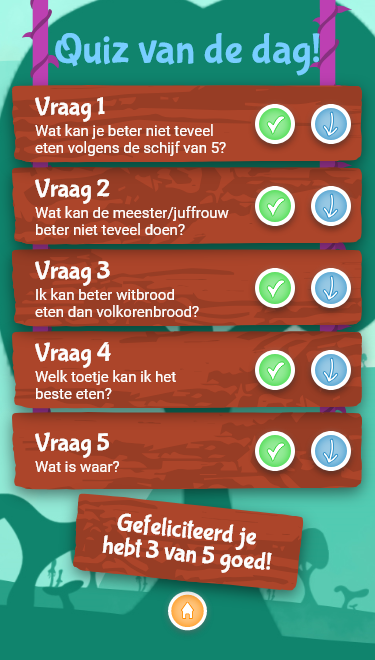 Quiz van de dag!
Vraag 1
Wat kan je beter niet teveel
eten volgens de schijf van 5?
Vraag 2
Wat kan de meester/juffrouw
beter niet teveel doen?
Vraag 3
Ik kan beter witbrood
eten dan volkorenbrood?
Vraag 4
Welk toetje kan ik het
beste eten?
Vraag 5
Wat is waar?
Gefeliciteerd je
hebt 3 van 5 goed!